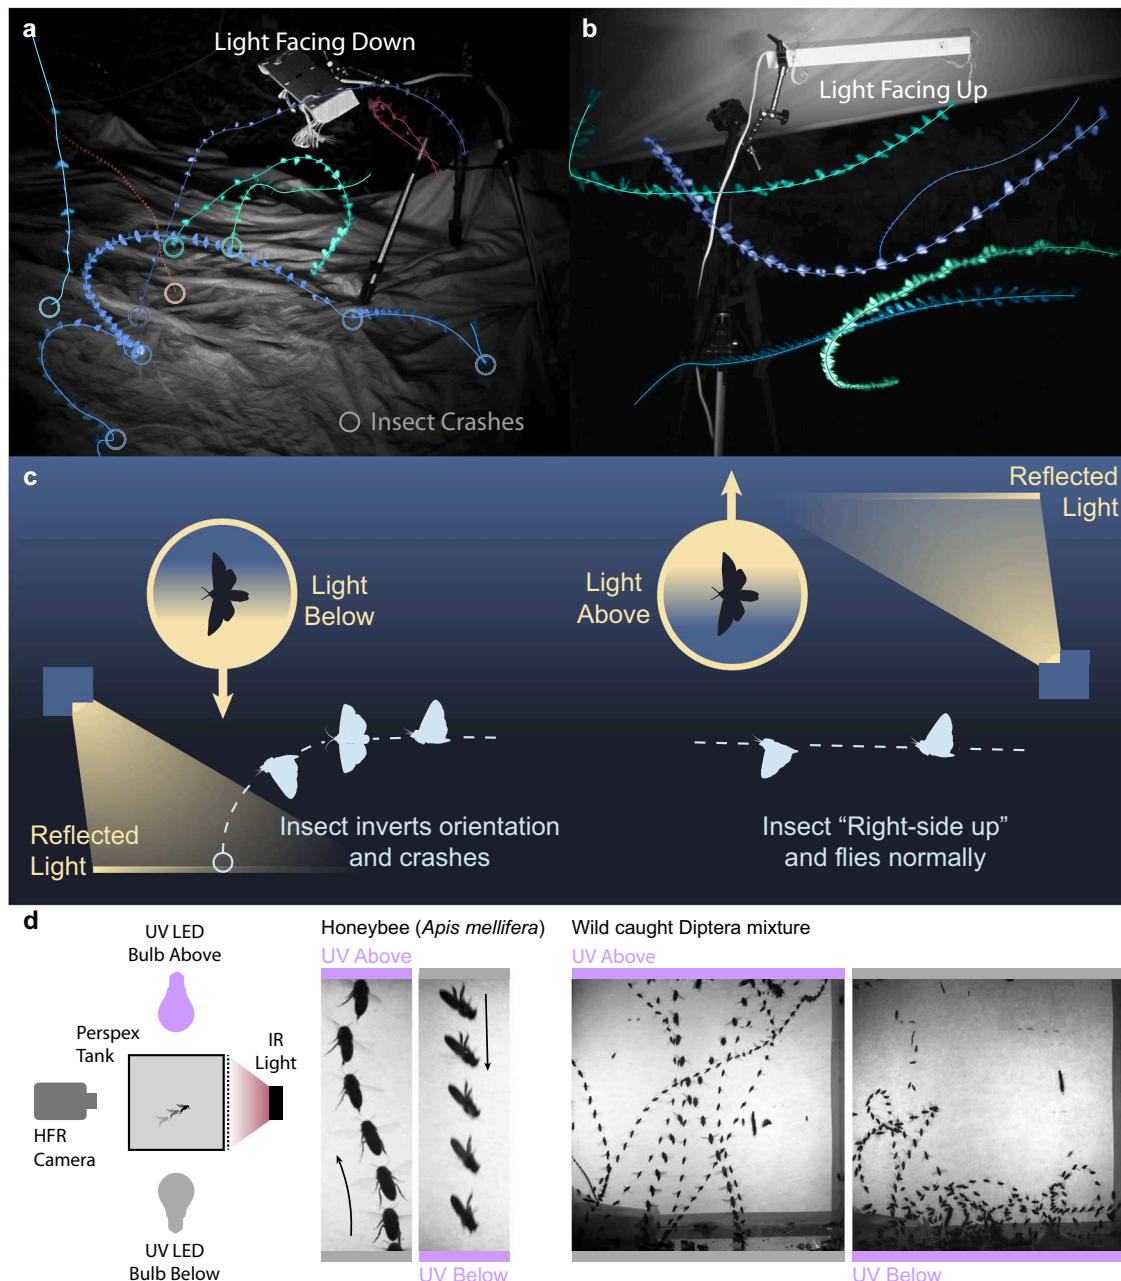 a
Light Facing Down
Insect Crashes
b
Light Facing Up
c
Light
Below
Reflected
Light
Insect inverts orientation
and crashes
Light
Above
Reflected
Light
Insect “Right-side up”
and flies normally
d
UV LED
Bulb Above
Perspex
Tank
IR
Light
HFR
Camera
UV LED
Bulb Below
Honeybee (Apis mellifera)
UV Above
UV Below
Wild caught Diptera mixture
UV Above
UV Below